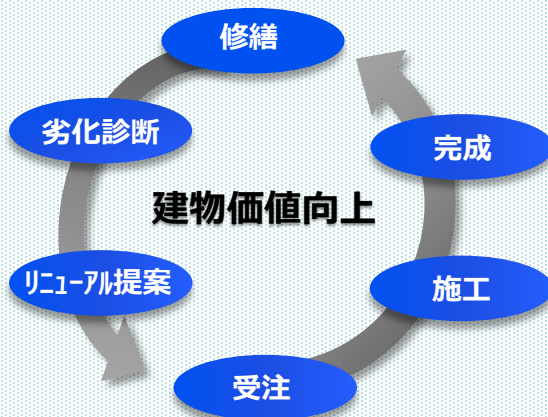 修繕
劣化診断
完成
建物価値向上
リニューアル提案
施工
受注